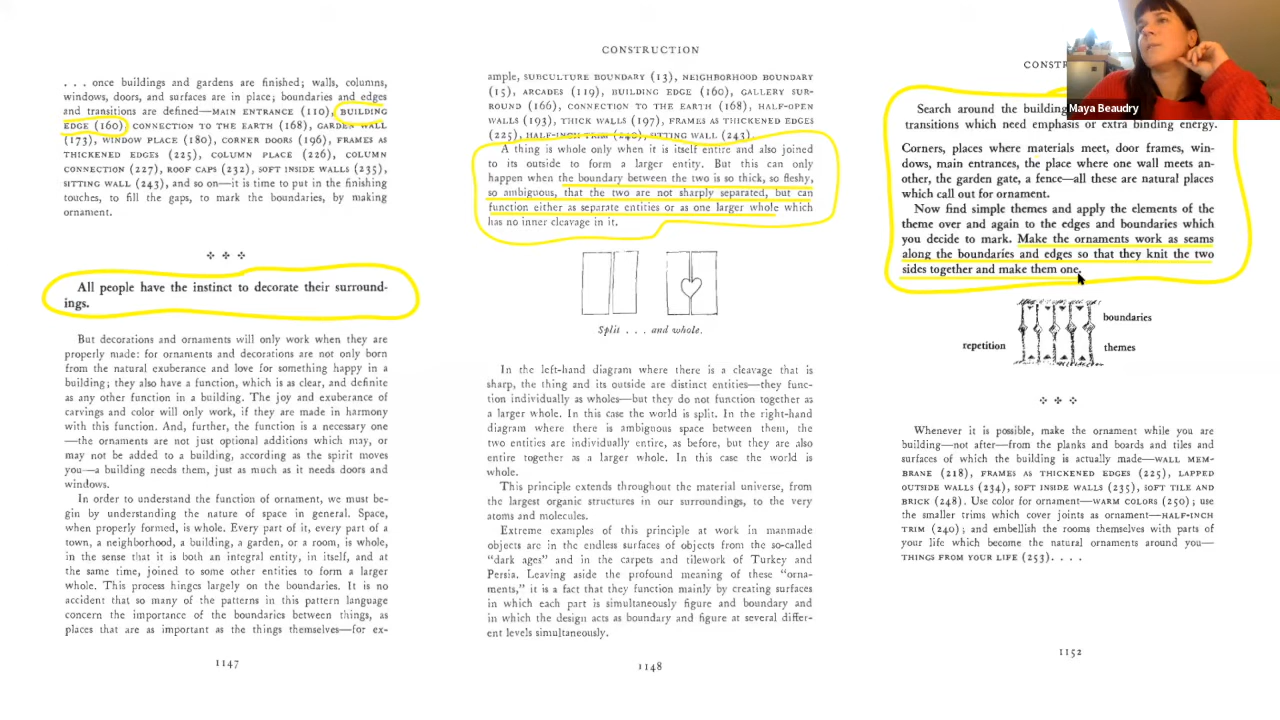 . . . once buildings and gardens are finished; walls, columns,
windows, doors, and surfaces are in place; boundaries and edges
and transitions are defined—MAIN ENTRANCE (110), BUILDING
EDGE (160), CONNECTION TO THE EARTH (168), GARDEN WALL
(173), WINDOW PLACE (180), CORNER DOORS (196), FRAMES AS
THICKENED EDGES (225), COLUMN PLACE (226), COLUMN
CONNECTION (227), ROOF CAPS (232), SOFT INSIDE WALLS (235),
SITTING WALL (243), and so on—it is time to put in the finishing
touches, to fill the gaps, to mark the boundaries, by making
ornament.
All people have the instinct to decorate their surround-
ings.
But decorations and ornaments will only work when they are
properly made: for ornaments and decorations are not only born
from the natural exuberance and love for something happy in a
building; they also have a function, which is as clear, and definite
as any other function in a building. The joy and exuberance of
carvings and color will only work, if they are made in harmony
with this function. And, further, the function is a necessary one
—the ornaments are not just optional additions which may, or
may not be added to a building, according as the spirit moves
you—a building needs them, just as much as it needs doors and
windows.
In order to understand the function of ornament, we must be-
gin by understanding the nature of space in general. Space,
when properly formed, is whole. Every part of it, every part of a
town, a neighborhood, a building, a garden, or a room, is whole,
in the sense that it is both an integral entity, in itself, and at
the same time, joined to some other entities to form a larger
whole. This process hinges largely on the boundaries. It is no
accident that so many of the patterns in this pattern language
concern the importance of the boundaries between things, as
places that are as important as the things themselves—for ex-
1147
CONSTRUCTION
ample, SUBCULTURE BOUNDARY (13), NEIGHBORHOOD BOUNDARY
(15), ARCADES (119), BUILDING EDGE (160), GALLERY SUR-
ROUND (166), CONNECTION TO THE EARTH (168), HALF-OPEN
WALLS (193), THICK WALLS (197), FRAMES AS THICKENED EDGES
(225), HALF-INCH TRIM (240), SITTING WALL (243).
A thing is whole only when it is itself entire and also joined
to its outside to form a larger entity. But this can only
happen when the boundary between the two is so thick, so fleshy,
so ambiguous, that the two are not sharply separated, but can
function either as separate entities or as one larger whole which
has no inner cleavage in it.
Split . . . and whole.
In the left-hand diagram where there is a cleavage that is
sharp, the thing and its outside are distinct entities—they func-
tion individually as wholes—but they do not function together as
a larger whole. In this case the world is split. In the right-hand
diagram where there is ambiguous space between them, the
two entities are individually entire, as before, but they are also
entire together as a larger whole. In this case the world is
whole.
This principle extends throughout the material universe, from
the largest organic structures in our surroundings, to the very
atoms and molecules.
Extreme examples of this principle at work in manmade
objects are in the endless surfaces of objects from the so-called
"dark ages" and in the carpets and tilework of Turkey and
Persia. Leaving aside the profound meaning of these "orna-
ments," it is a fact that they function mainly by creating surfaces
in which each part is simultaneously figure and boundary and
in which the design acts as boundary and figure at several differ-
ent levels simultaneously.
1148
CONST
Maya Beaudry
Search around the building
transitions which need emphasis or extra binding energy.
Corners, places where materials meet, door frames, win-
dows, main entrances, the place where one wall meets an-
other, the garden gate, a fence—all these are natural places
which call out for ornament.
Now find simple themes and apply the elements of the
theme over and again to the edges and boundaries which
you decide to mark. Make the ornaments work as seams
along the boundaries and edges so that they knit the two
sides together and make them one.
boundaries
repetition
themes
Whenever it is possible, make the ornament while you are
building—not after—from the planks and boards and tiles and
surfaces of which the building is actually made—WALL MEM-
BRANE (218), FRAMES AS THICKENED EDGES (225), LAPPED
OUTSIDE WALLS (234), SOFT INSIDE WALLS (235), SOFT TILE AND
BRICK (248). Use color for ornament—WARM COLORS (250); use
the smaller trims which cover joints as ornament—HALF-INCH
TRIM (240); and embellish the rooms themselves with parts of
your life which become the natural ornaments around you—
THINGS FROM YOUR LIFE (253). . . .
1152